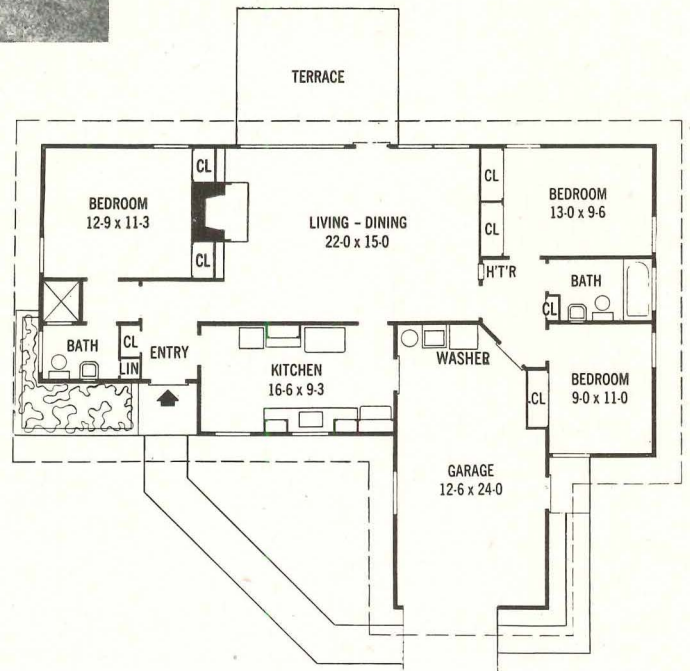 TERRACE
CL
BEDROOM
12-9 x 11-3
CL
LIVING - DINING
22-0 x 15-0
CL
CL
BEDROOM
13-0 x 9-6
H'T'R
BATH
CL
BATH
CL
LIN
ENTRY
KITCHEN
16-6 x 9-3
WASHER
CL
BEDROOM
9-0 x 11-0
GARAGE
12-6 x 24-0